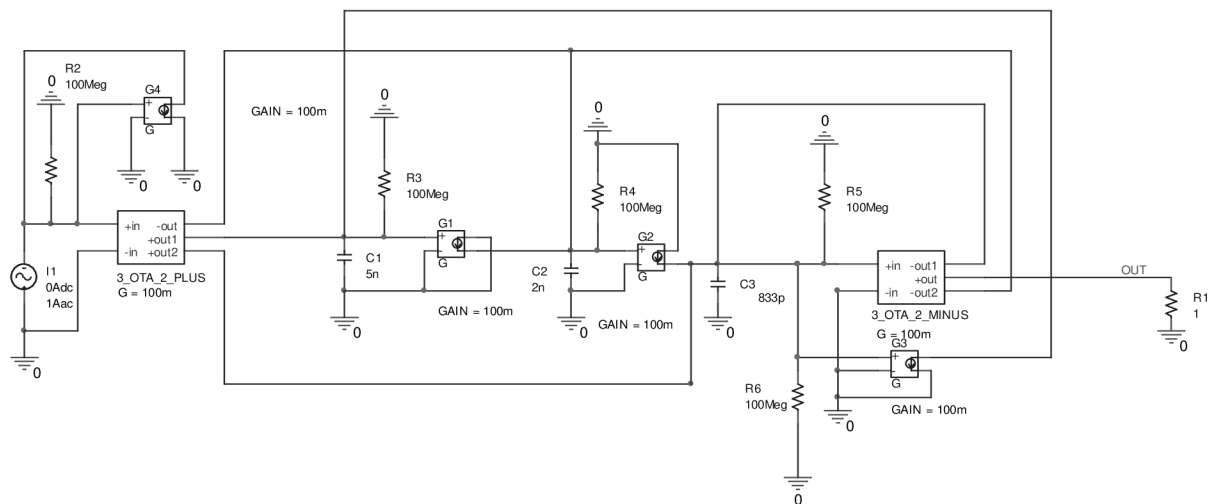 0
R2
100Meg
G4
+
-
G
0
0
GAIN = 100m
+in
-in
-out
+out1
+out2
3_OTA_2_PLUS
G = 100m
I1
0Adc
1Aac
0
0
R3
100Meg
G1
+
-
G
C1
5n
0
GAIN = 100m
0
R4
100Meg
G2
+
-
G
C2
2n
0
GAIN = 100m
C3
833p
0
0
R5
100Meg
+in
-in
-out1
+out
-out2
3_OTA_2_MINUS
G = 100m
G3
+
-
G
0
GAIN = 100m
R6
100Meg
0
OUT
R1
1
0